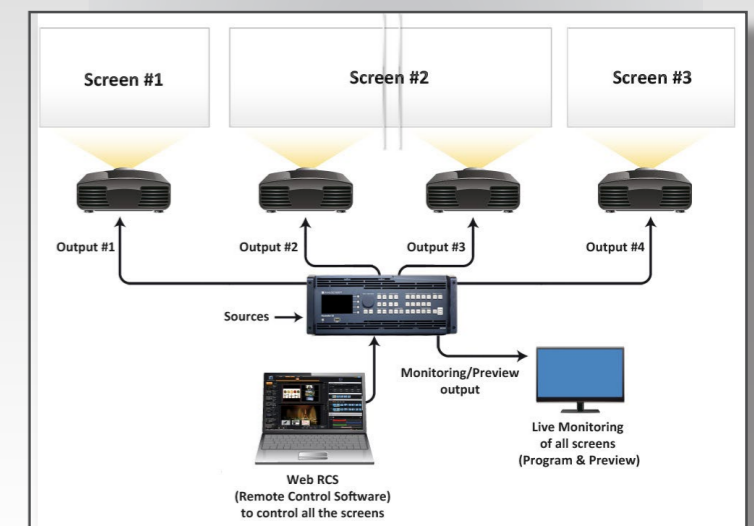 Screen #1
Screen #2
Screen #3
Output #1
Output #2
Output #3
Output #4
Sources
Monitoring/Preview
output
Live Monitoring
of all screens
(Program & Preview)
Web RCS
(Remote Control Software)
to control all the screens